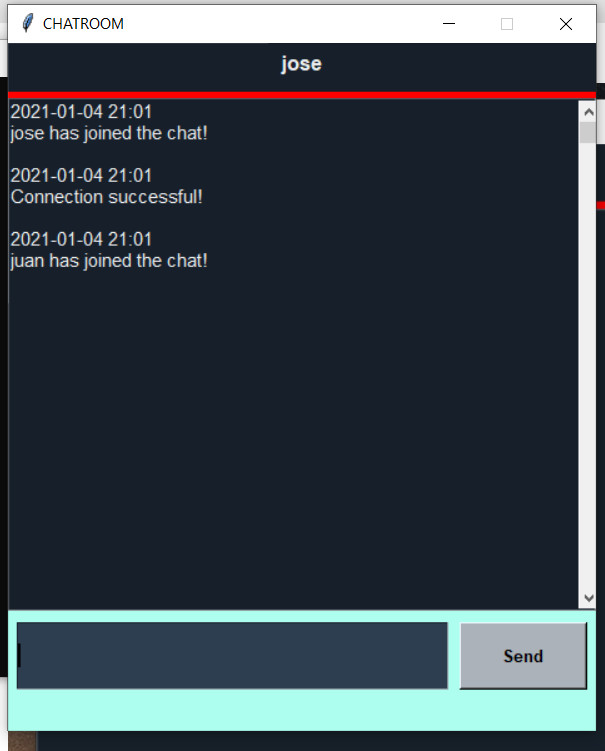 CHATROOM
jose
2021-01-04 21:01
jose has joined the chat!
2021-01-04 21:01
Connection successful!
2021-01-04 21:01
juan has joined the chat!
Send